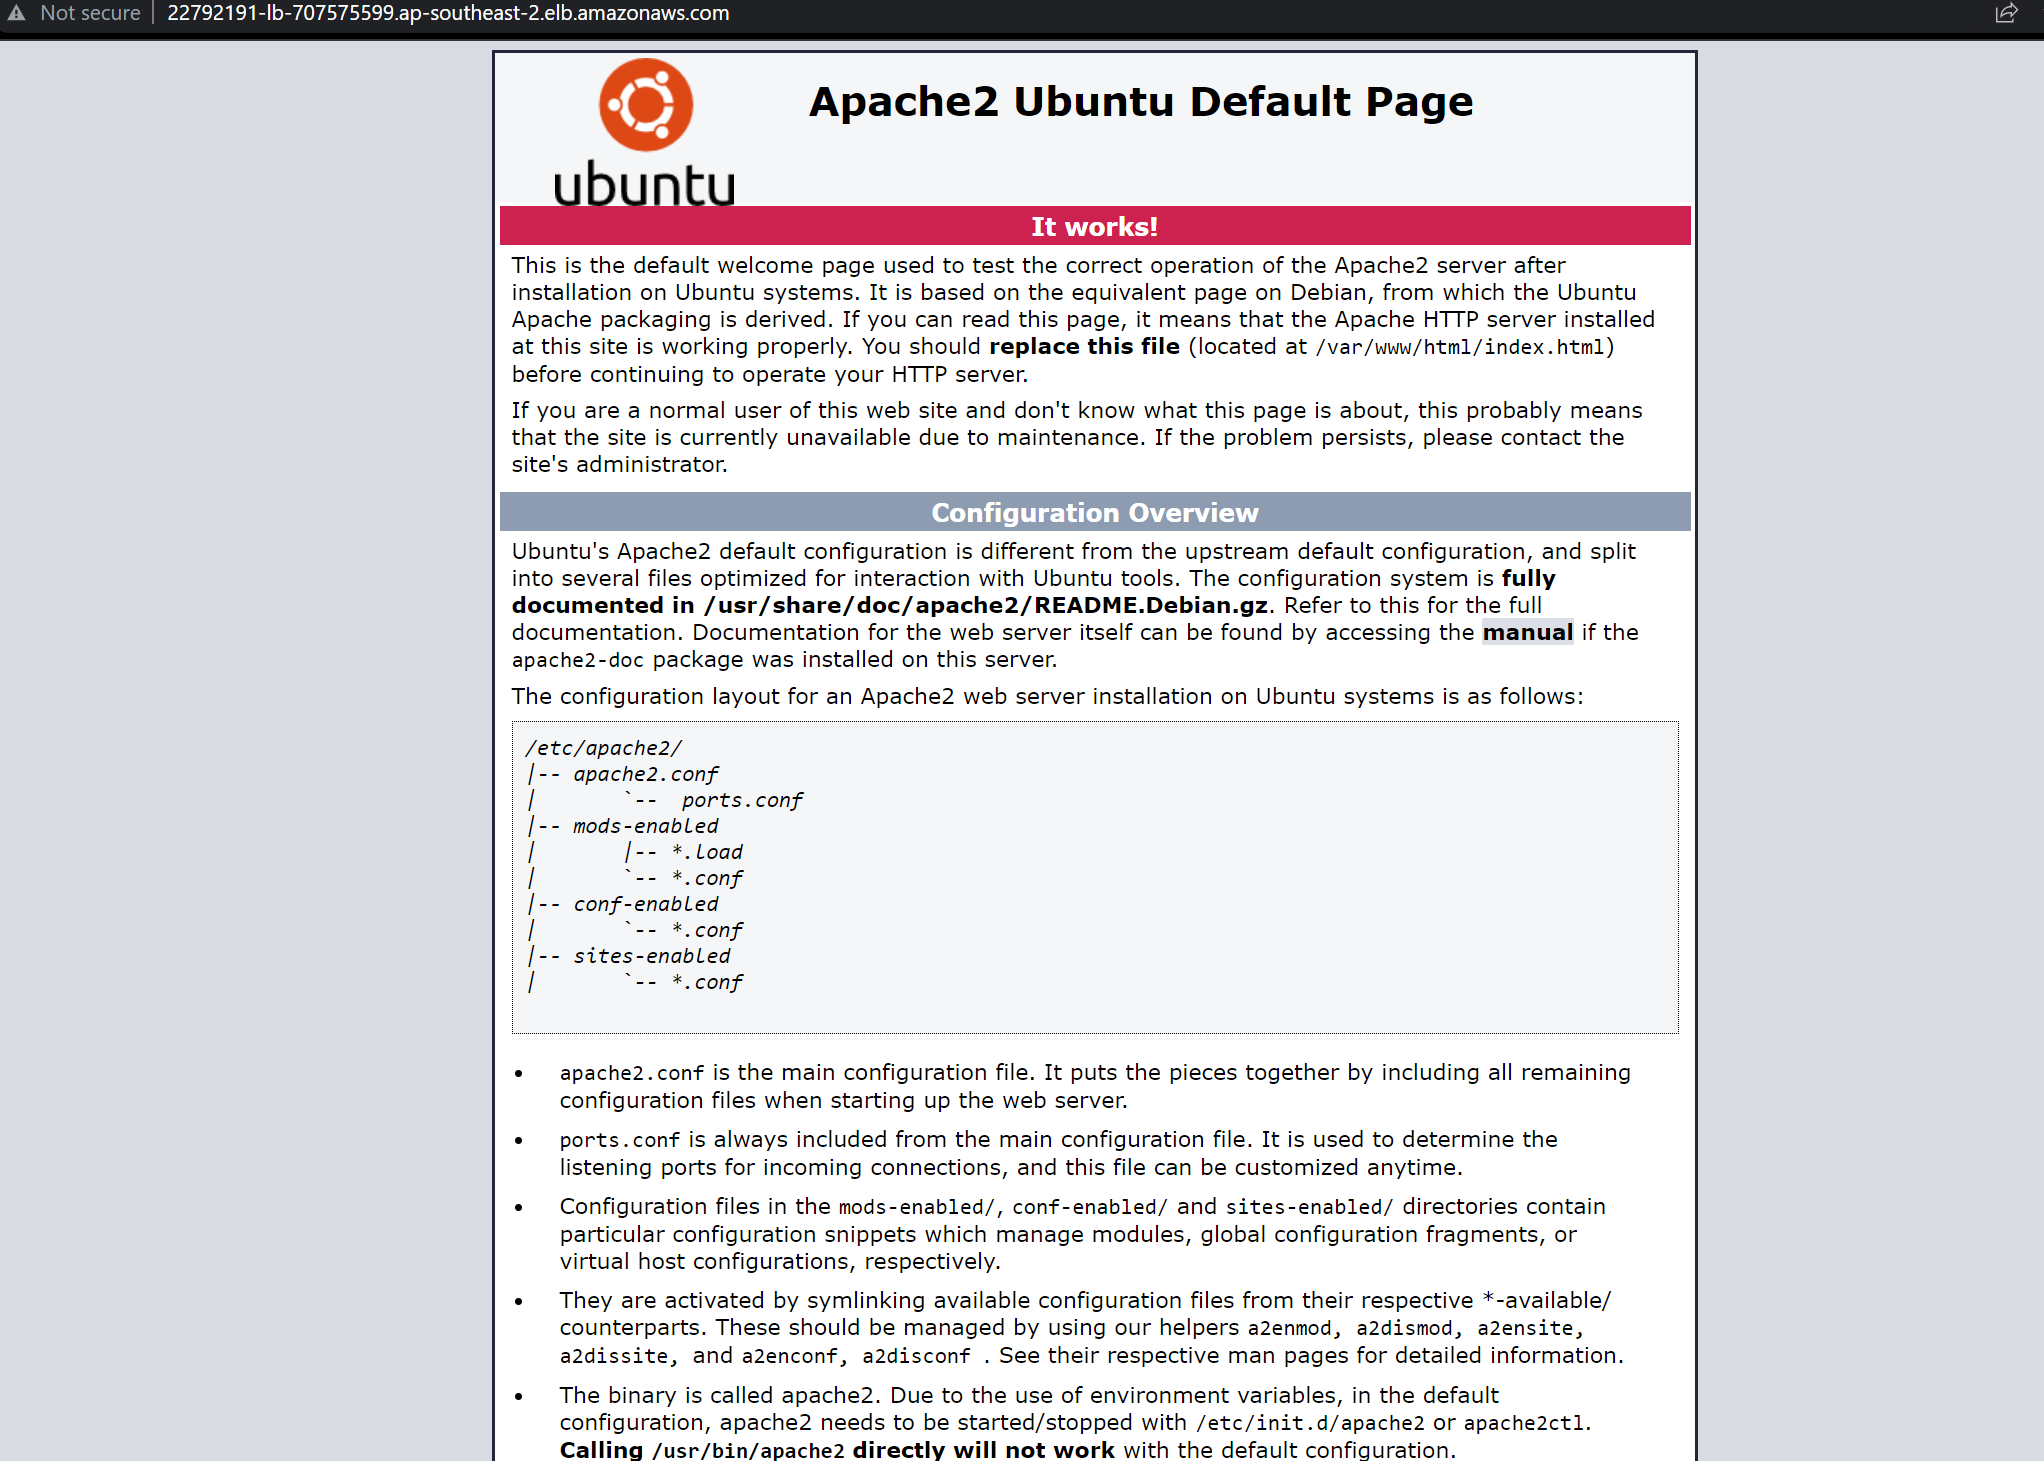 Not secure | 22792191-lb-707575599.ap-southeast-2.elb.amazonaws.com
ubuntu
Apache2 Ubuntu Default Page
It works!
This is the default welcome page used to test the correct operation of the Apache2 server after
installation on Ubuntu systems. It is based on the equivalent page on Debian, from which the Ubuntu
Apache packaging is derived. If you can read this page, it means that the Apache HTTP server installed
at this site is working properly. You should replace this file (located at /var/www/html/index.html)
before continuing to operate your HTTP server.
If you are a normal user of this web site and don't know what this page is about, this probably means
that the site is currently unavailable due to maintenance. If the problem persists, please contact the
site's administrator.
Configuration Overview
Ubuntu's Apache2 default configuration is different from the upstream default configuration, and split
into several files optimized for interaction with Ubuntu tools. The configuration system is fully
documented in /usr/share/doc/apache2/README.Debian.gz. Refer to this for the full
documentation. Documentation for the web server itself can be found by accessing the manual if the
apache2-doc package was installed on this server.
The configuration layout for an Apache2 web server installation on Ubuntu systems is as follows:
/etc/apache2/
|-- apache2.conf
|       `--  ports.conf
|-- mods-enabled
|       |-- *.load
|       `-- *.conf
|-- conf-enabled
|       `-- *.conf
|-- sites-enabled
|       `-- *.conf
• apache2.conf is the main configuration file. It puts the pieces together by including all remaining
configuration files when starting up the web server.
• ports.conf is always included from the main configuration file. It is used to determine the
listening ports for incoming connections, and this file can be customized anytime.
• Configuration files in the mods-enabled/, conf-enabled/ and sites-enabled/ directories contain
particular configuration snippets which manage modules, global configuration fragments, or
virtual host configurations, respectively.
• They are activated by symlinking available configuration files from their respective *-available/
counterparts. These should be managed by using our helpers a2enmod, a2dismod, a2ensite,
a2dissite, and a2enconf, a2disconf . See their respective man pages for detailed information.
• The binary is called apache2. Due to the use of environment variables, in the default
configuration, apache2 needs to be started/stopped with /etc/init.d/apache2 or apache2ctl.
Calling /usr/bin/apache2 directly will not work with the default configuration.